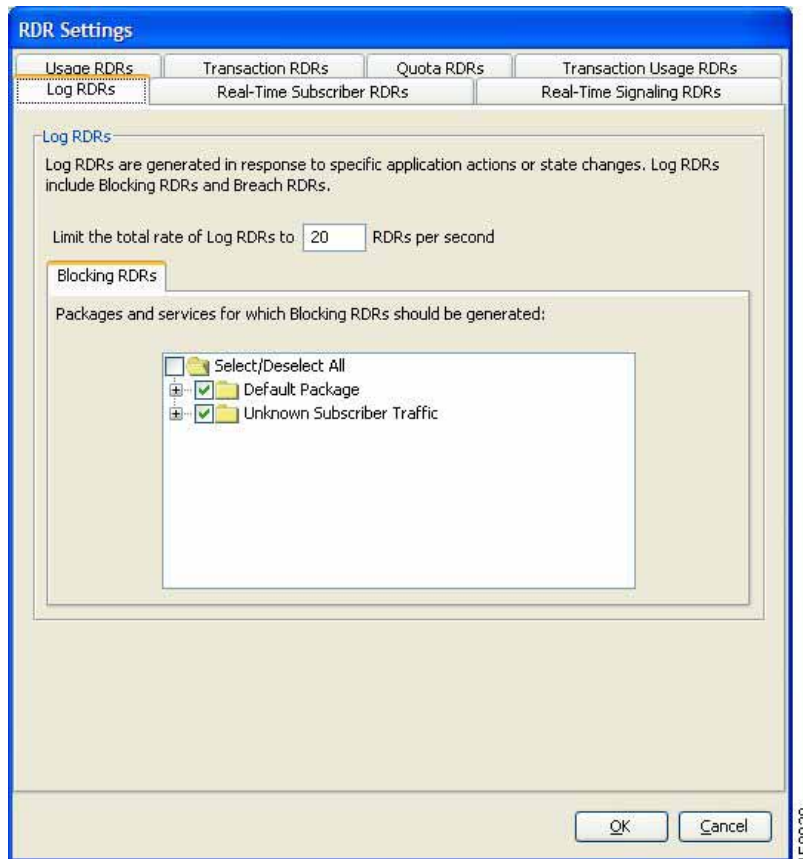 RDR Settings
Usage RDRs Transaction RDRs Quota RDRs Transaction Usage RDRs
Log RDRs Real-Time Subscriber RDRs Real-Time Signaling RDRs
Log RDRs
Log RDRs are generated in response to specific application actions or state changes. Log RDRs
include Blocking RDRs and Breach RDRs.
Limit the total rate of Log RDRs to 20 RDRs per second
Blocking RDRs
Packages and services for which Blocking RDRs should be generated:
Select/Deselect All
Default Package
Unknown Subscriber Traffic
OK Cancel